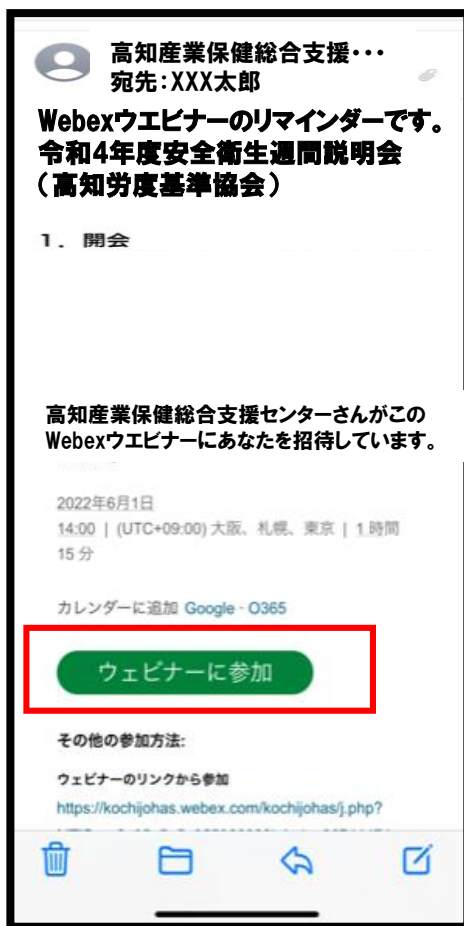 高知産業保健総合支援・・・
宛先:XXX太郎
Webexウエビナーのリマインダーです。
令和4年度安全衛生週間説明会
(高知労度基準協会)
1. 開会
高知産業保健総合支援センターさんがこの
Webexウエビナーにあなたを招待しています。
2022年6月1日
14:00 | (UTC+09:00) 大阪、札幌、東京 | 1 時間
15 分
カレンダーに追加 Google - O365
ウェビナーに参加
その他の参加方法:
ウェビナーのリンクから参加
https://kochijohas.webex.com/kochijohas/j.php?